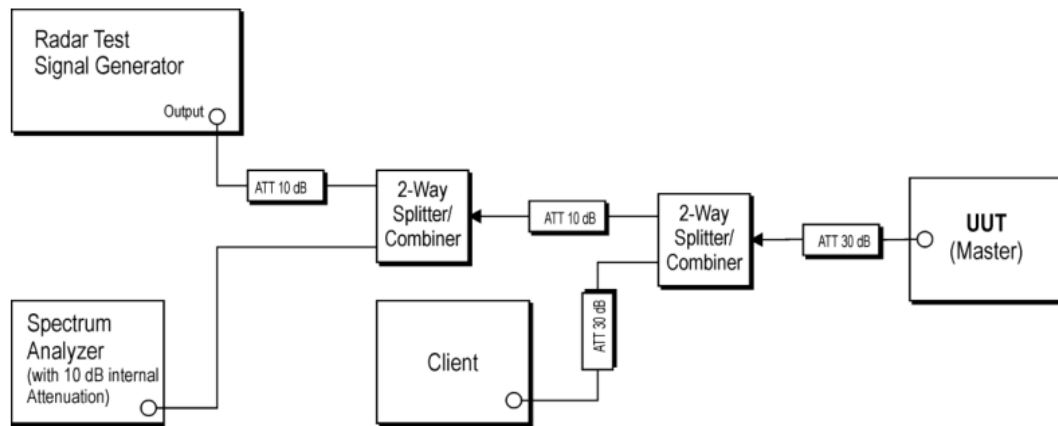 Radar Test
Signal Generator
Output
ATT 10 dB
2-Way
Splitter/
Combiner
ATT 10 dB
2-Way
Splitter/
Combiner
ATT 30 dB
UUT
(Master)
Spectrum
Analyzer
(with 10 dB internal
Attenuation)
Client
ATT 30 dB